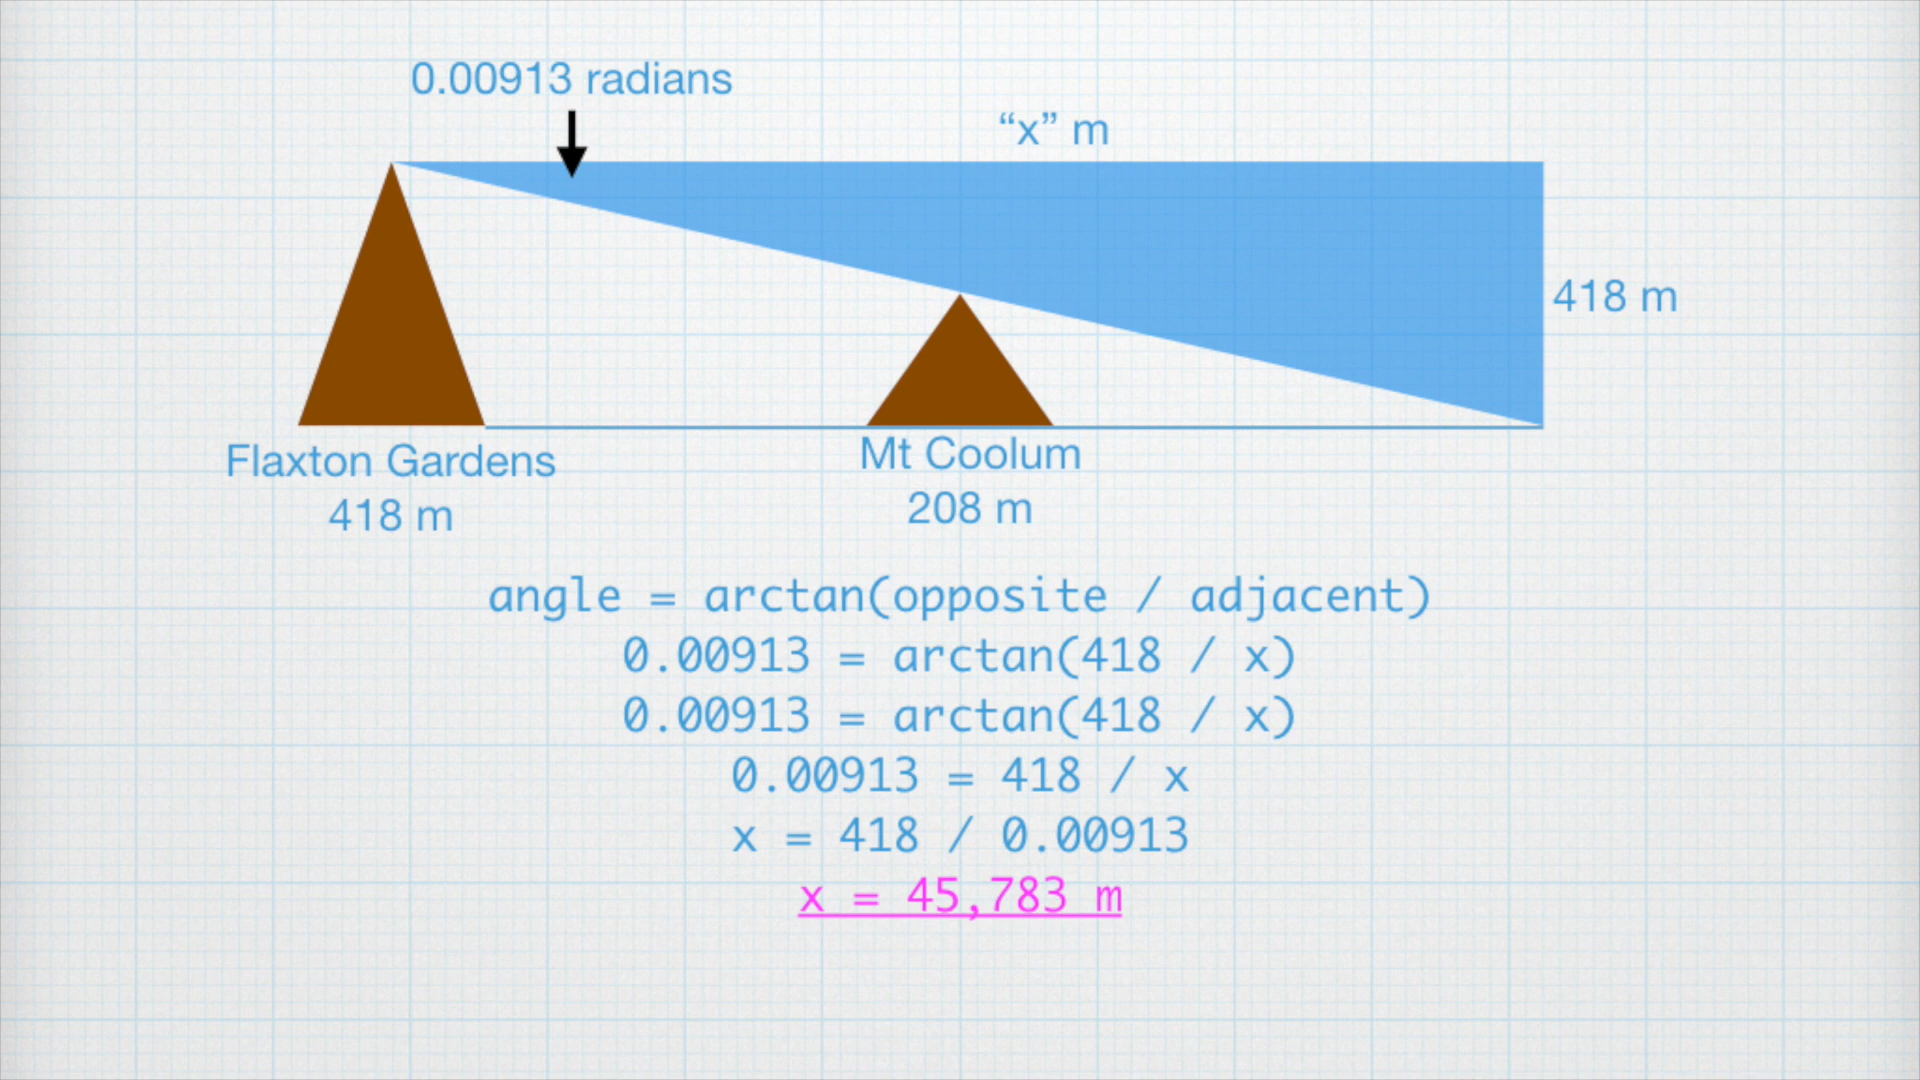 0.00913 radians
“x” m
418 m
Flaxton Gardens
418 m
Mt Coolum
208 m
angle = arctan(opposite / adjacent)
0.00913 = arctan(418 / x)
0.00913 = arctan(418 / x)
0.00913 = 418 / x
x = 418 / 0.00913
x = 45,783 m